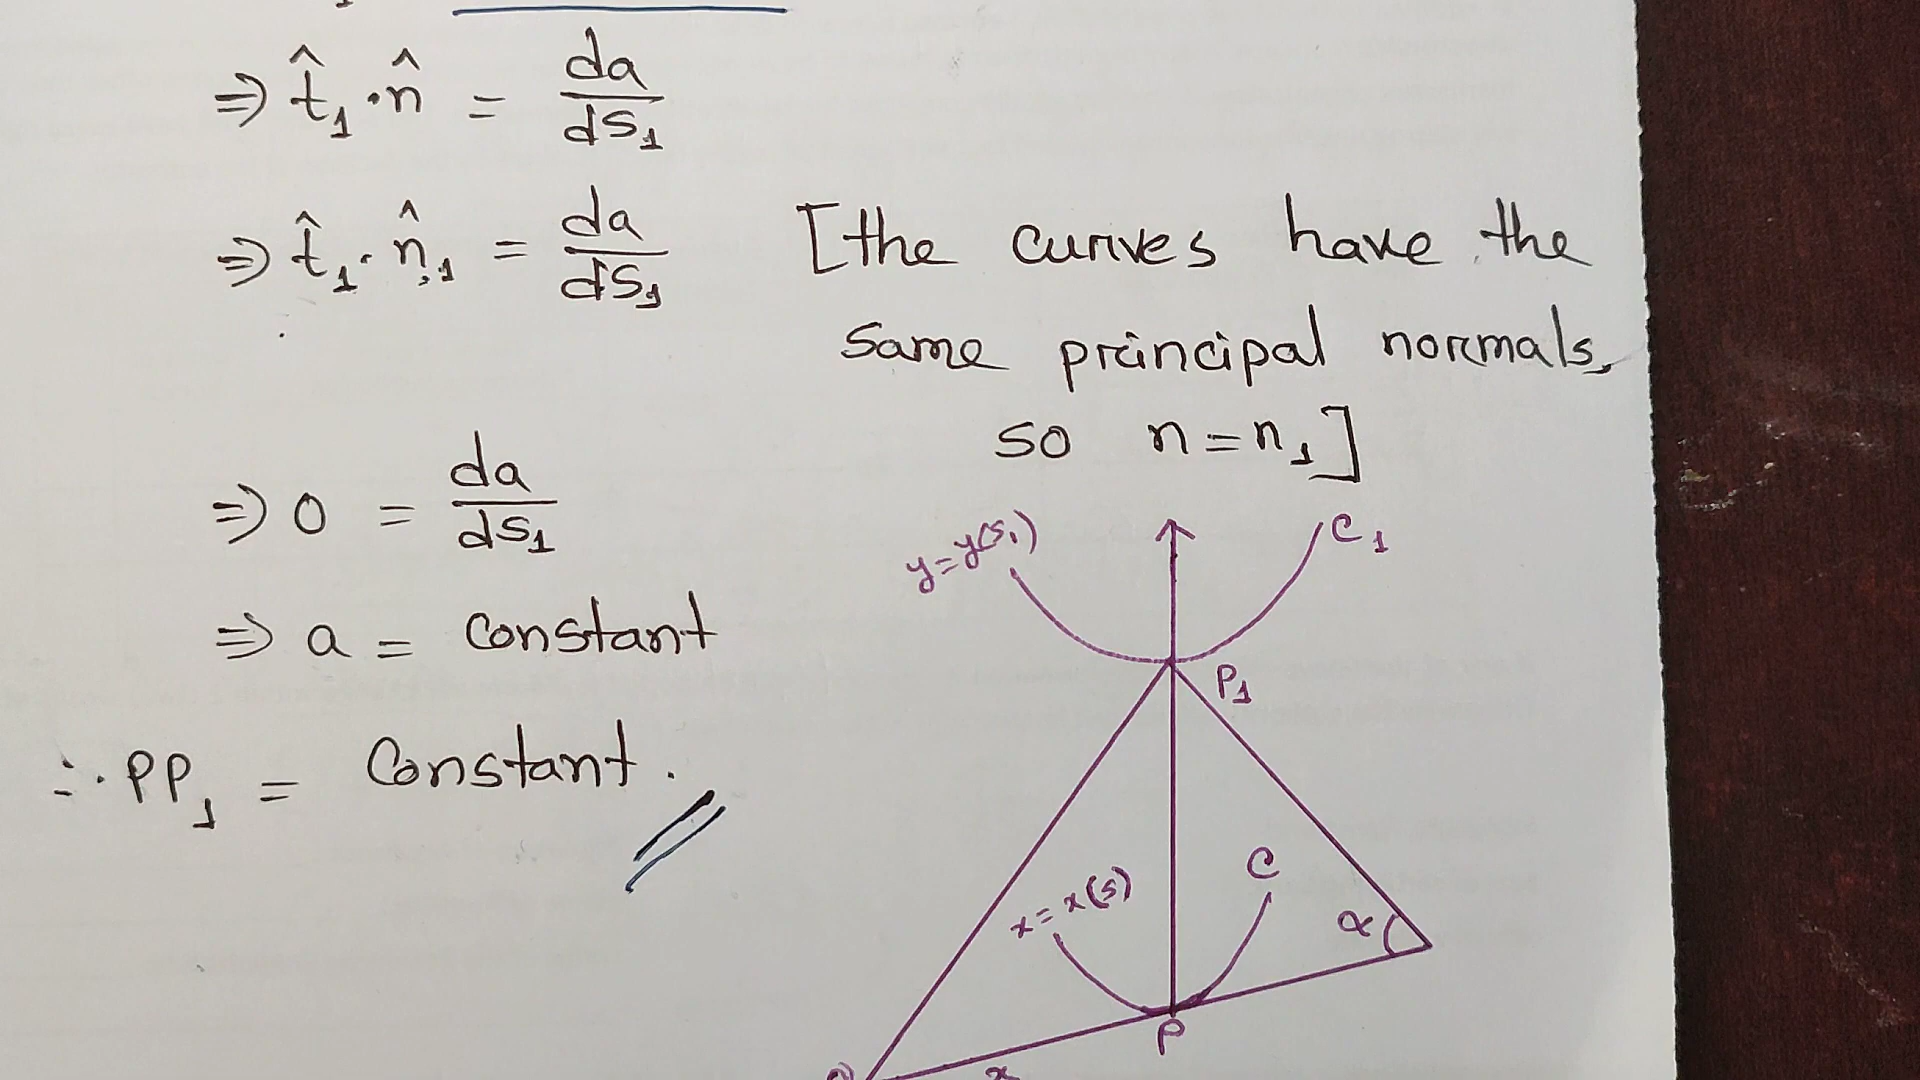 ⇒ t̂₁·n̂ = da/ds₁
⇒ t̂₁·n̂₁ = da/ds₁ [the curves have the
same principal normals,
so n = n₁]
⇒ 0 = da/ds₁
⇒ a = constant
∴ PP₁ = Constant.
y=y(s₁)
C₁
P₁
x=x(s)
C
α
P
x